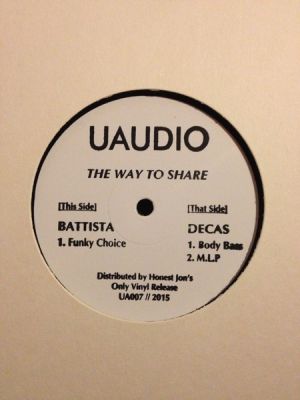 UAUDIO
THE WAY TO SHARE
[This Side]
BATTISTA
1. Funky Choice
[That Side]
DECAS
1. Body Bass
2. M.L.P
Distributed by Honest Jon's
Only Vinyl Release
UA007 // 2015